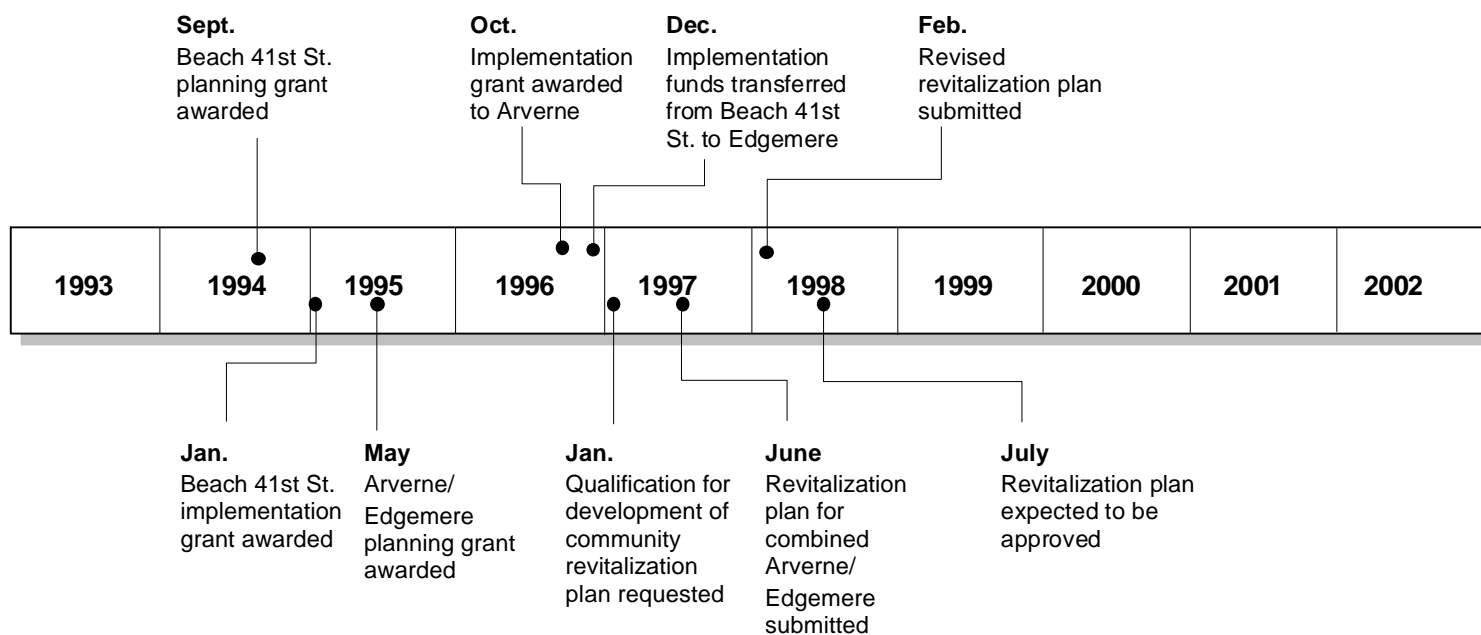 Sept.
Beach 41st St.
planning grant
awarded
Oct.
Implementation
grant awarded
to Arverne
Dec.
Implementation
funds transferred
from Beach 41st
St. to Edgemere
Feb.
Revised
revitalization plan
submitted
1993
1994
1995
1996
1997
1998
1999
2000
2001
2002
Jan.
Beach 41st St.
implementation
grant awarded
May
Arverne/
Edgemere
planning grant
awarded
Jan.
Qualification for
development of
community
revitalization
plan requested
June
Revitalization
plan for
combined
Arverne/
Edgemere
submitted
July
Revitalization plan
expected to be
approved